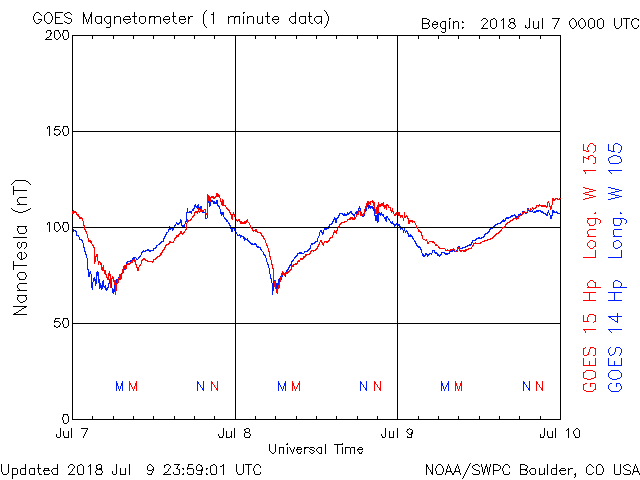 GOES Magnetometer (1 minute data)
Begin: 2018 Jul 7 0000 UTC
200
150
100
50
0
NanoTesla (nT)
M M N N M M N N M M N N
Jul 7 Jul 8 Jul 9 Jul 10
Universal Time
GOES 15 Hp Long. W 135
GOES 14 Hp Long. W 105
Updated 2018 Jul 9 23:59:01 UTC
NOAA/SWPC Boulder, CO USA